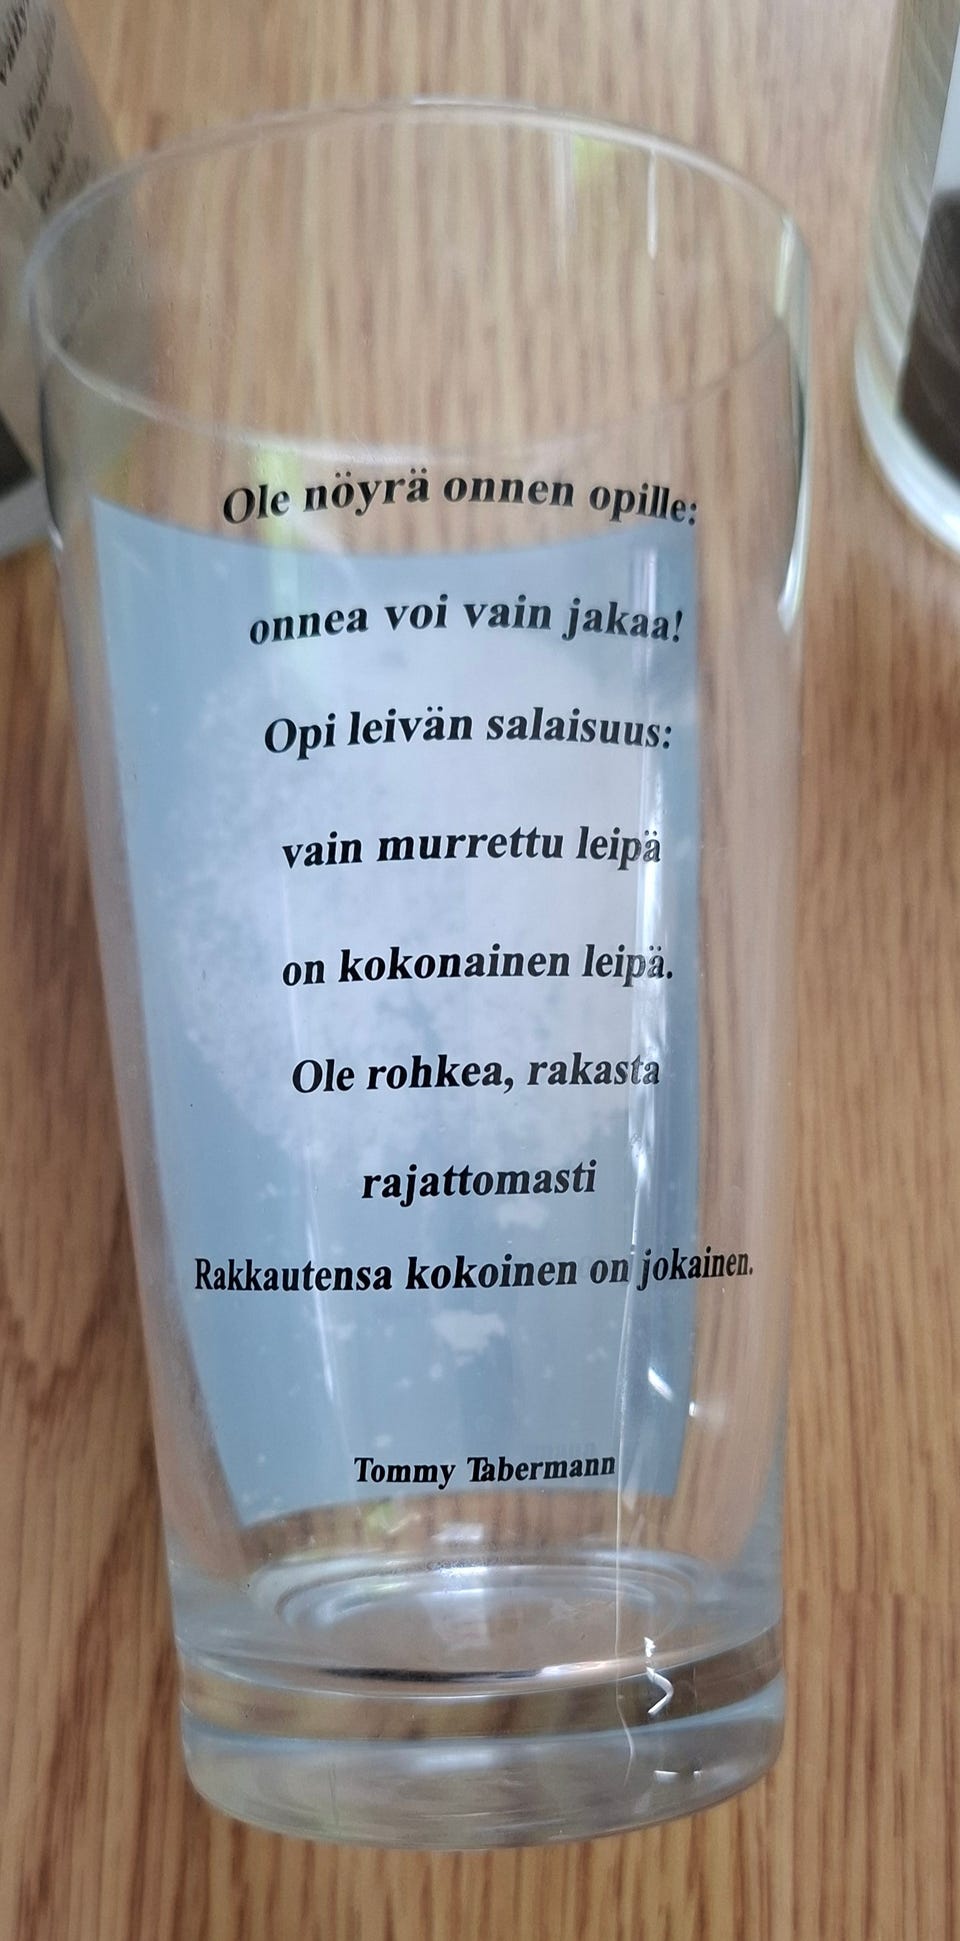 Ole nöyrä onnen opille:
onnea voi vain jakaa!
Opi leivän salaisuus:
vain murrettu leipä
on kokonainen leipä.
Ole rohkea, rakasta
rajattomasti
Rakkautensa kokoinen on jokainen.
Tommy Tabermann